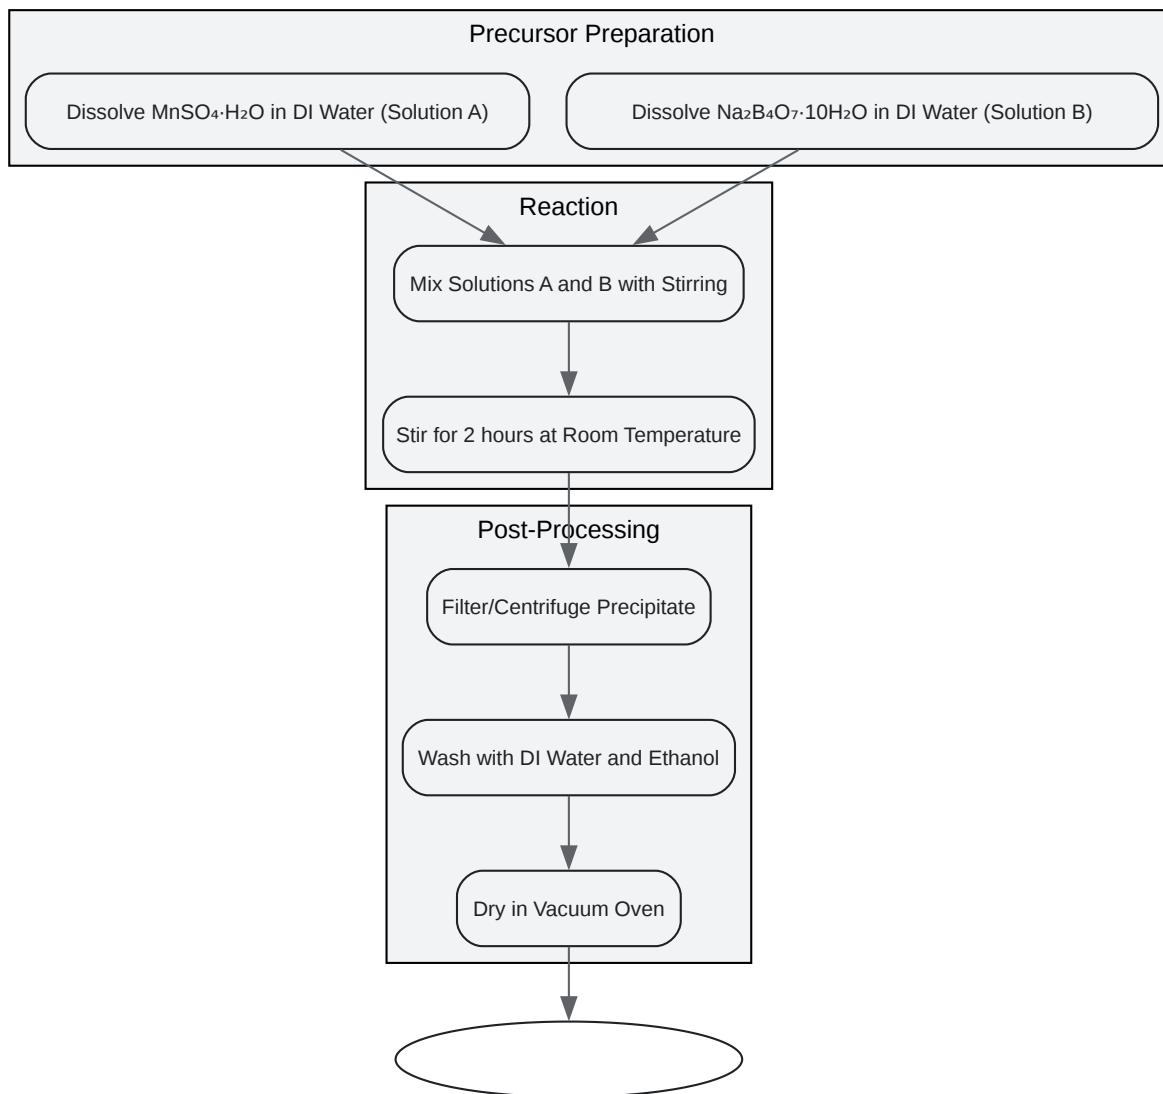 Precursor Preparation
Dissolve MnSO₄·H₂O in DI Water (Solution A)
Dissolve Na₂B₄O₇·10H₂O in DI Water (Solution B)
Reaction
Mix Solutions A and B with Stirring
Stir for 2 hours at Room Temperature
Post-Processing
Filter/Centrifuge Precipitate
Wash with DI Water and Ethanol
Dry in Vacuum Oven